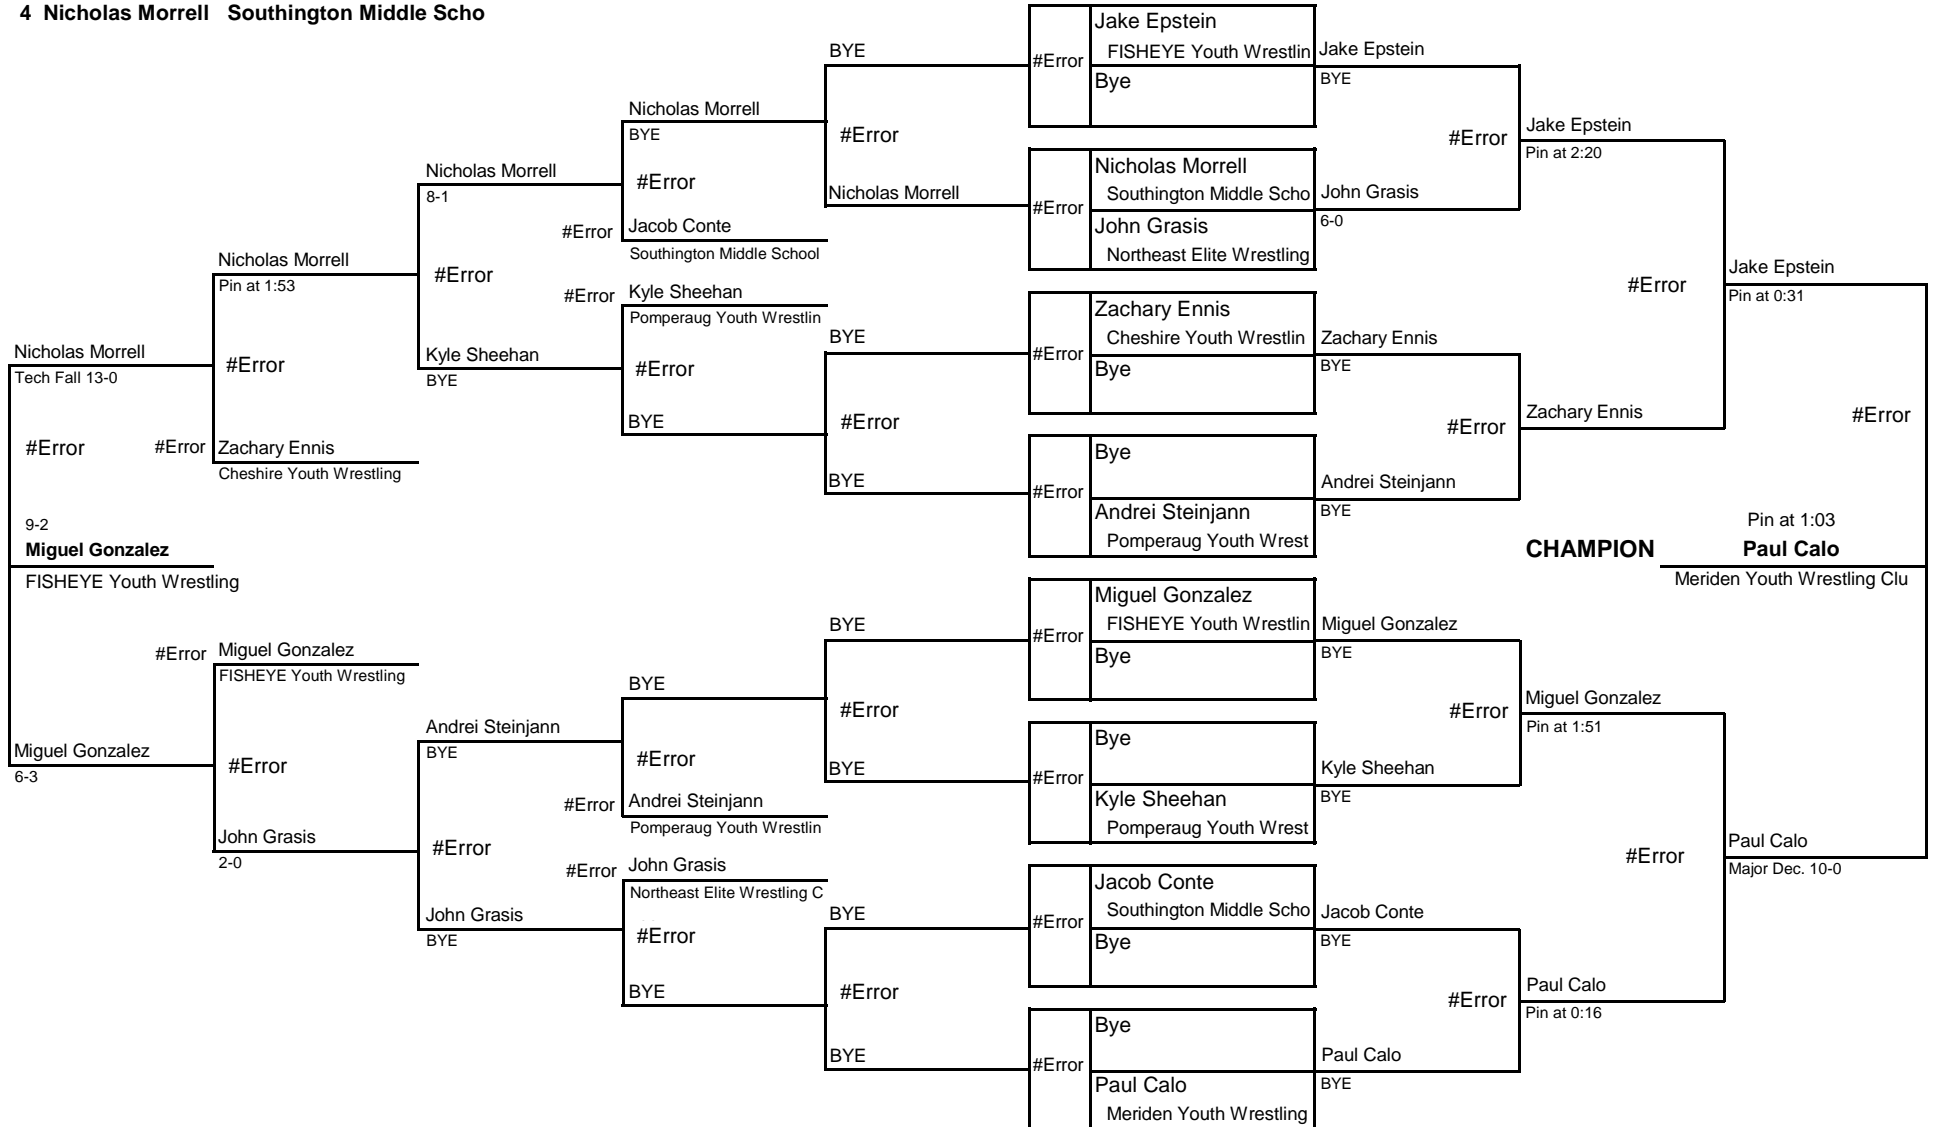 4 Nicholas Morrell Southington Middle Scho
Nicholas Morrell
Tech Fall 13-0
#Error
9-2
Miguel Gonzalez
FISHEYE Youth Wrestling
Miguel Gonzalez
6-3
Nicholas Morrell
Pin at 1:53
#Error
#Error
Zachary Ennis
Cheshire Youth Wrestling
#Error
Miguel Gonzalez
FISHEYE Youth Wrestling
#Error
John Grasis
2-0
Nicholas Morrell
8-1
#Error
Kyle Sheehan
BYE
Andrei Steinjann
BYE
#Error
John Grasis
BYE
Nicholas Morrell
BYE
#Error
#Error
Jacob Conte
Southington Middle School
#Error
Kyle Sheehan
Pomperaug Youth Wrestlin
#Error
BYE
BYE
#Error
#Error
Andrei Steinjann
Pomperaug Youth Wrestlin
#Error
John Grasis
Northeast Elite Wrestling C
#Error
BYE
BYE
#Error
Nicholas Morrell
BYE
#Error
BYE
BYE
#Error
BYE
BYE
#Error
BYE
#Error
Jake Epstein
FISHEYE Youth Wrestlin
Bye
#Error
Nicholas Morrell
Southington Middle Scho
John Grasis
Northeast Elite Wrestling
#Error
Zachary Ennis
Cheshire Youth Wrestlin
Bye
#Error
Bye
Andrei Steinjann
Pomperaug Youth Wrest
#Error
Miguel Gonzalez
FISHEYE Youth Wrestlin
Bye
#Error
Bye
Kyle Sheehan
Pomperaug Youth Wrest
#Error
Jacob Conte
Southington Middle Scho
Bye
#Error
Bye
Paul Calo
Meriden Youth Wrestling
Jake Epstein
BYE
#Error
John Grasis
6-0
Zachary Ennis
BYE
#Error
Andrei Steinjann
BYE
Miguel Gonzalez
BYE
#Error
Kyle Sheehan
BYE
Jacob Conte
BYE
#Error
Paul Calo
BYE
Jake Epstein
Pin at 2:20
#Error
Zachary Ennis
Miguel Gonzalez
Pin at 1:51
#Error
Paul Calo
Pin at 0:16
Jake Epstein
Pin at 0:31
#Error
Pin at 1:03
CHAMPION Paul Calo
Meriden Youth Wrestling Clu
Paul Calo
Major Dec. 10-0